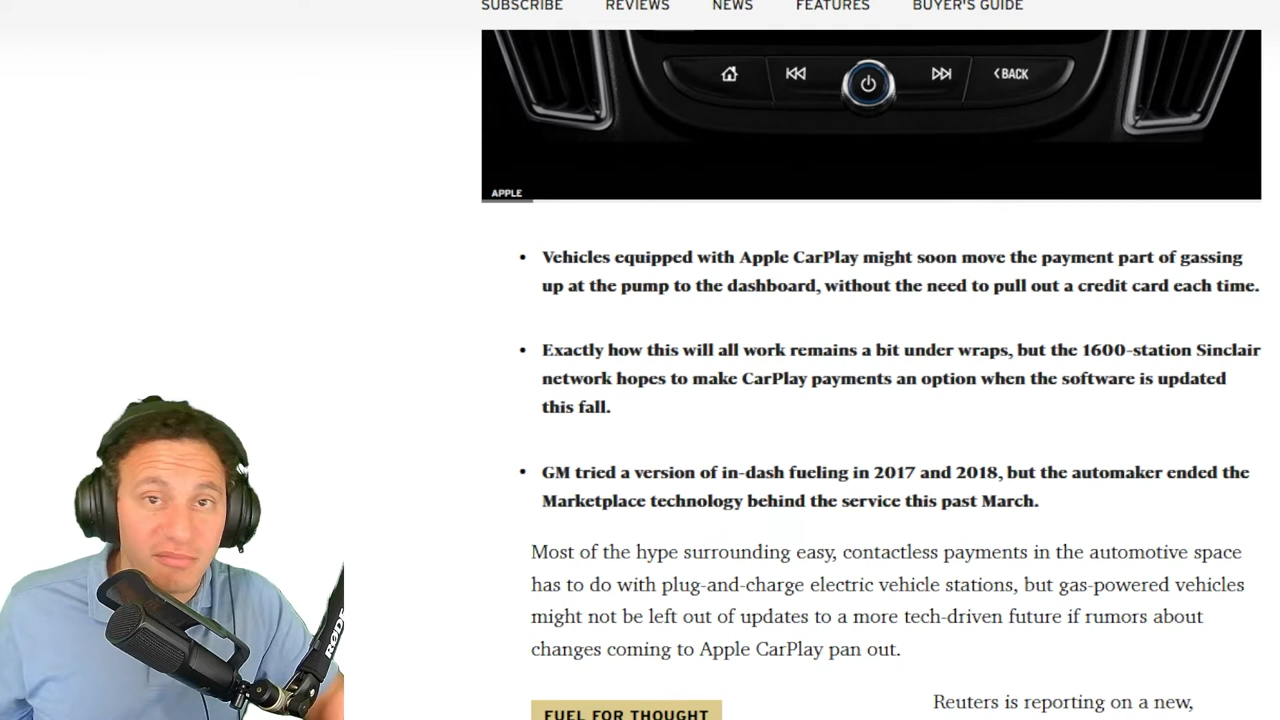 SUBSCRIBE REVIEWS NEWS FEATURES BUYER'S GUIDE
BACK
APPLE
• Vehicles equipped with Apple CarPlay might soon move the payment part of gassing
up at the pump to the dashboard, without the need to pull out a credit card each time.
• Exactly how this will all work remains a bit under wraps, but the 1600-station Sinclair
network hopes to make CarPlay payments an option when the software is updated
this fall.
• GM tried a version of in-dash fueling in 2017 and 2018, but the automaker ended the
Marketplace technology behind the service this past March.
Most of the hype surrounding easy, contactless payments in the automotive space
has to do with plug-and-charge electric vehicle stations, but gas-powered vehicles
might not be left out of updates to a more tech-driven future if rumors about
changes coming to Apple CarPlay pan out.
Reuters is reporting on a new,
FUEL FOR THOUGHT
RØDE